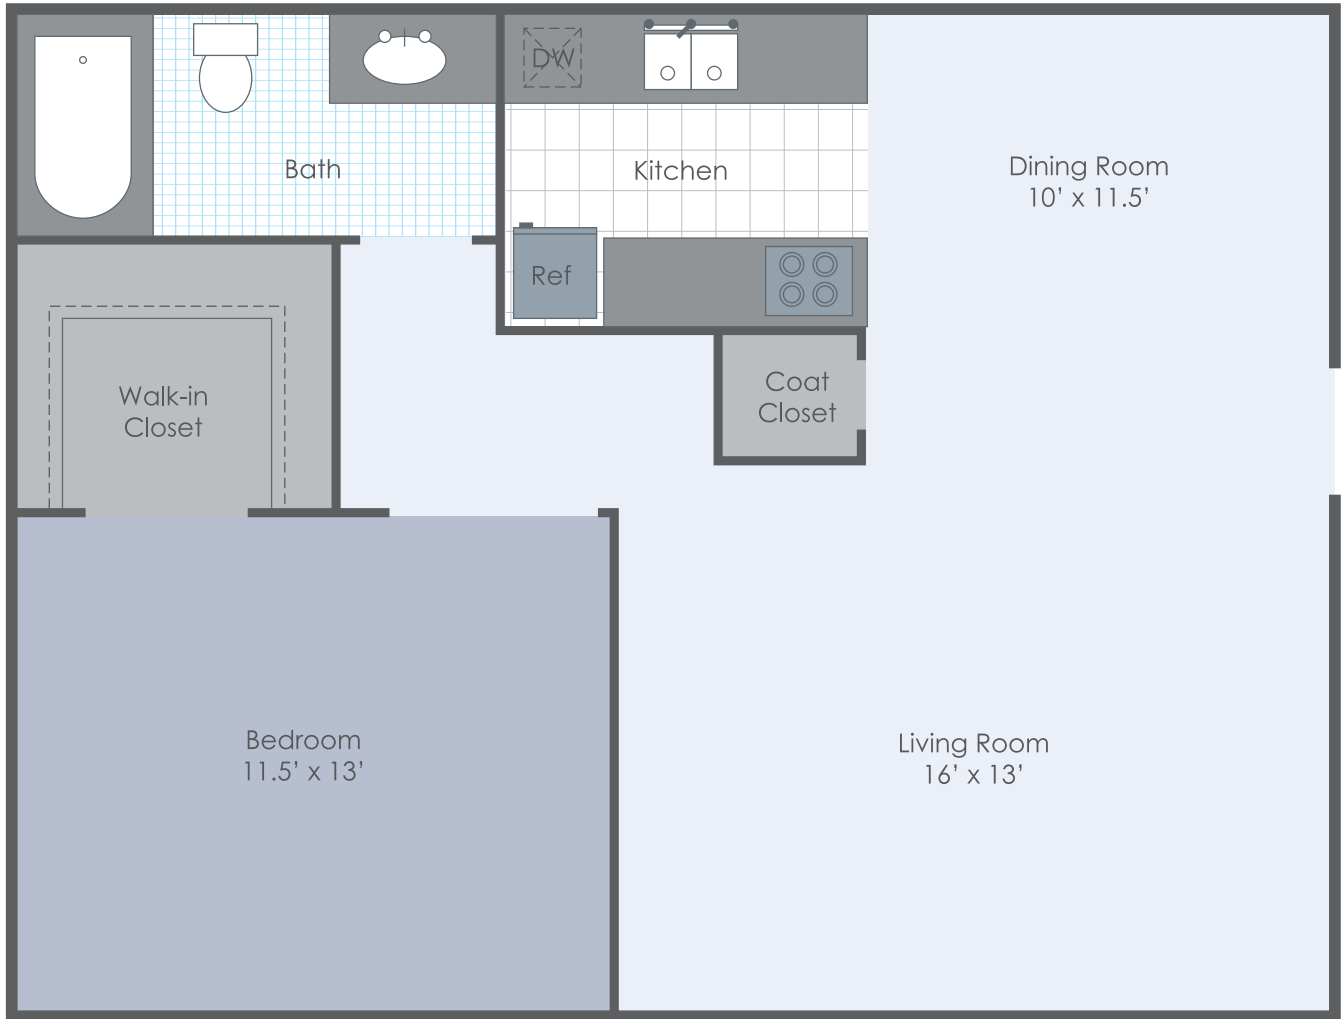 DW
Bath
Kitchen
Dining Room
10’ x 11.5’
Ref
Walk-in
Closet
Coat
Closet
Bedroom
11.5’ x 13’
Living Room
16’ x 13’